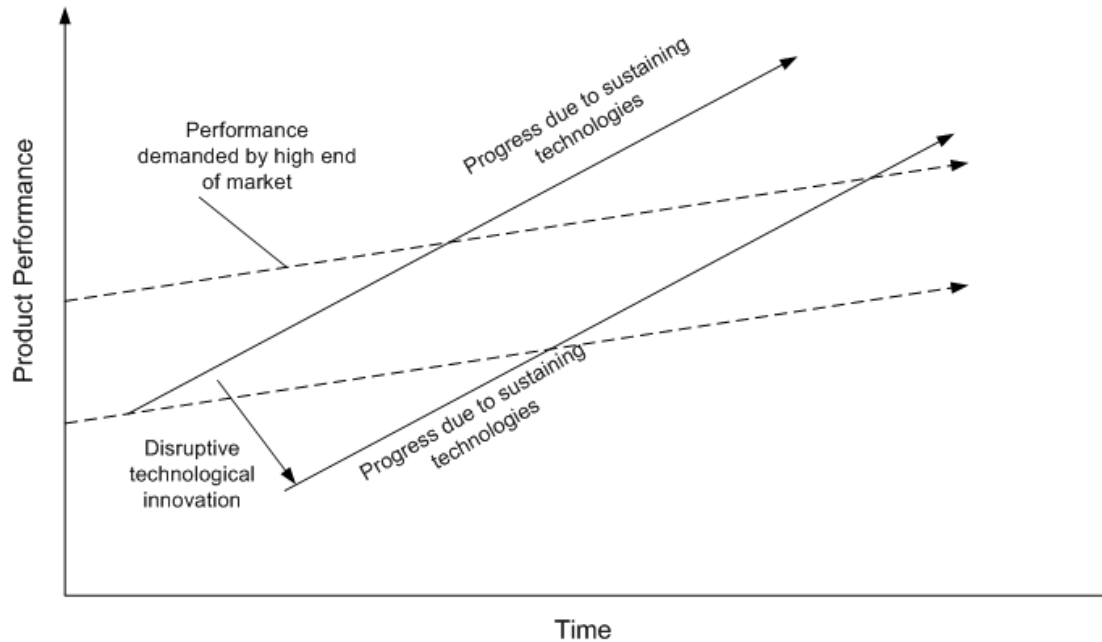 Product Performance
Performance
demanded by high end
of market
Progress due to sustaining
technologies
Disruptive
technological
innovation
Progress due to sustaining
technologies
Time